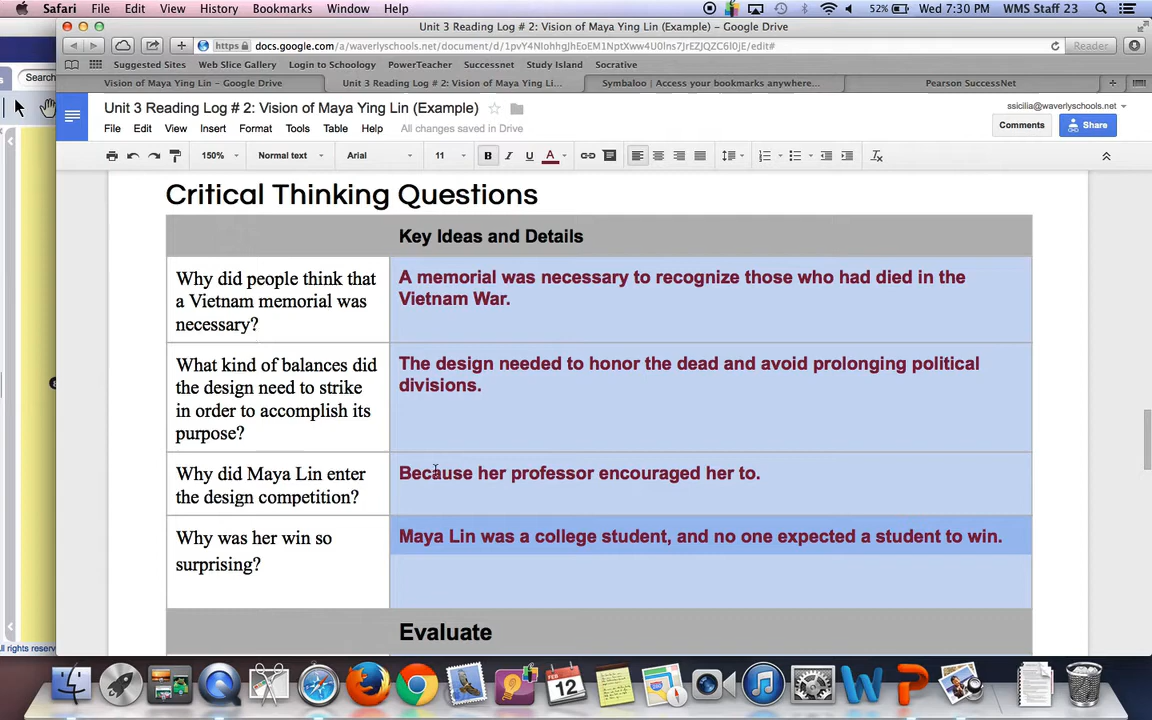 Safari File Edit View History Bookmarks Window Help 52% Wed 7:30 PM WMS Staff 23
Unit 3 Reading Log # 2: Vision of Maya Ying Lin (Example) – Google Drive
https docs.google.com/a/waverlyschools.net/document/d/1pvY4NIohhgJhEoEM1NptXww4U0Ins7JrEZJQZC6I0jE/edit# Reader
Suggested Sites Web Slice Gallery Login to Schoology PowerTeacher Successnet Study Island Socrative
Search
Vision of Maya Ying Lin – Google Drive Unit 3 Reading Log # 2: Vision of Maya Ying Li... Symbaloo | Access your bookmarks anywhere... Pearson SuccessNet
Unit 3 Reading Log # 2: Vision of Maya Ying Lin (Example) ssicilia@waverlyschools.net
File Edit View Insert Format Tools Table Help All changes saved in Drive Comments Share
150% Normal text Arial 11 B I U A
Critical Thinking Questions
Key Ideas and Details
Why did people think that
a Vietnam memorial was
necessary?
A memorial was necessary to recognize those who had died in the
Vietnam War.
What kind of balances did
the design need to strike
in order to accomplish its
purpose?
The design needed to honor the dead and avoid prolonging political
divisions.
Why did Maya Lin enter
the design competition?
Because her professor encouraged her to.
Why was her win so
surprising?
Maya Lin was a college student, and no one expected a student to win.
Evaluate
All rights reserv
FEB
12